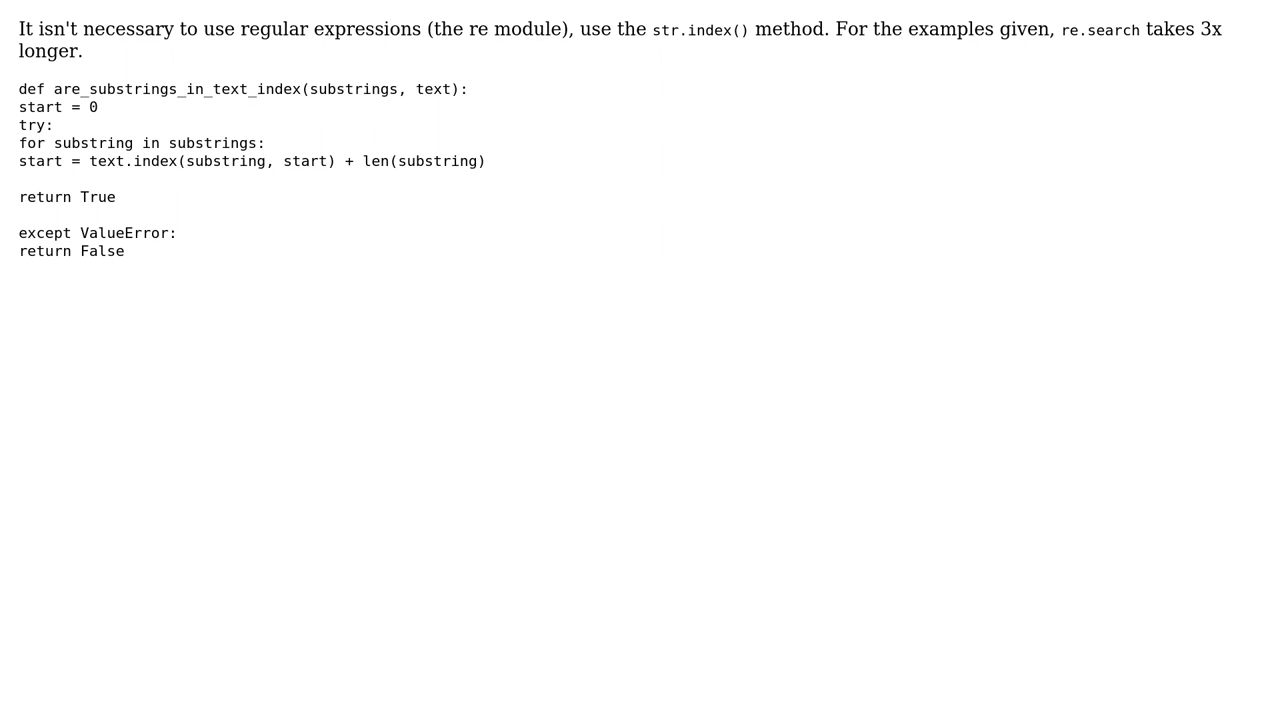 It isn't necessary to use regular expressions (the re module), use the str.index() method. For the examples given, re.search takes 3x
longer.
def are_substrings_in_text_index(substrings, text):
start = 0
try:
for substring in substrings:
start = text.index(substring, start) + len(substring)
return True
except ValueError:
return False